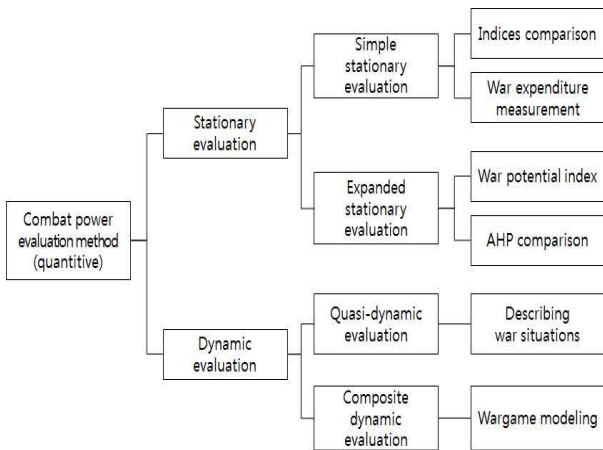 Combat power
evaluation method
(quantitive)
Stationary
evaluation
Simple
stationary
evaluation
Indices comparison
War expenditure
measurement
Expanded
stationary
evaluation
War potential index
AHP comparison
Dynamic
evaluation
Quasi-dynamic
evaluation
Describing
war situations
Composite
dynamic
evaluation
Wargame modeling